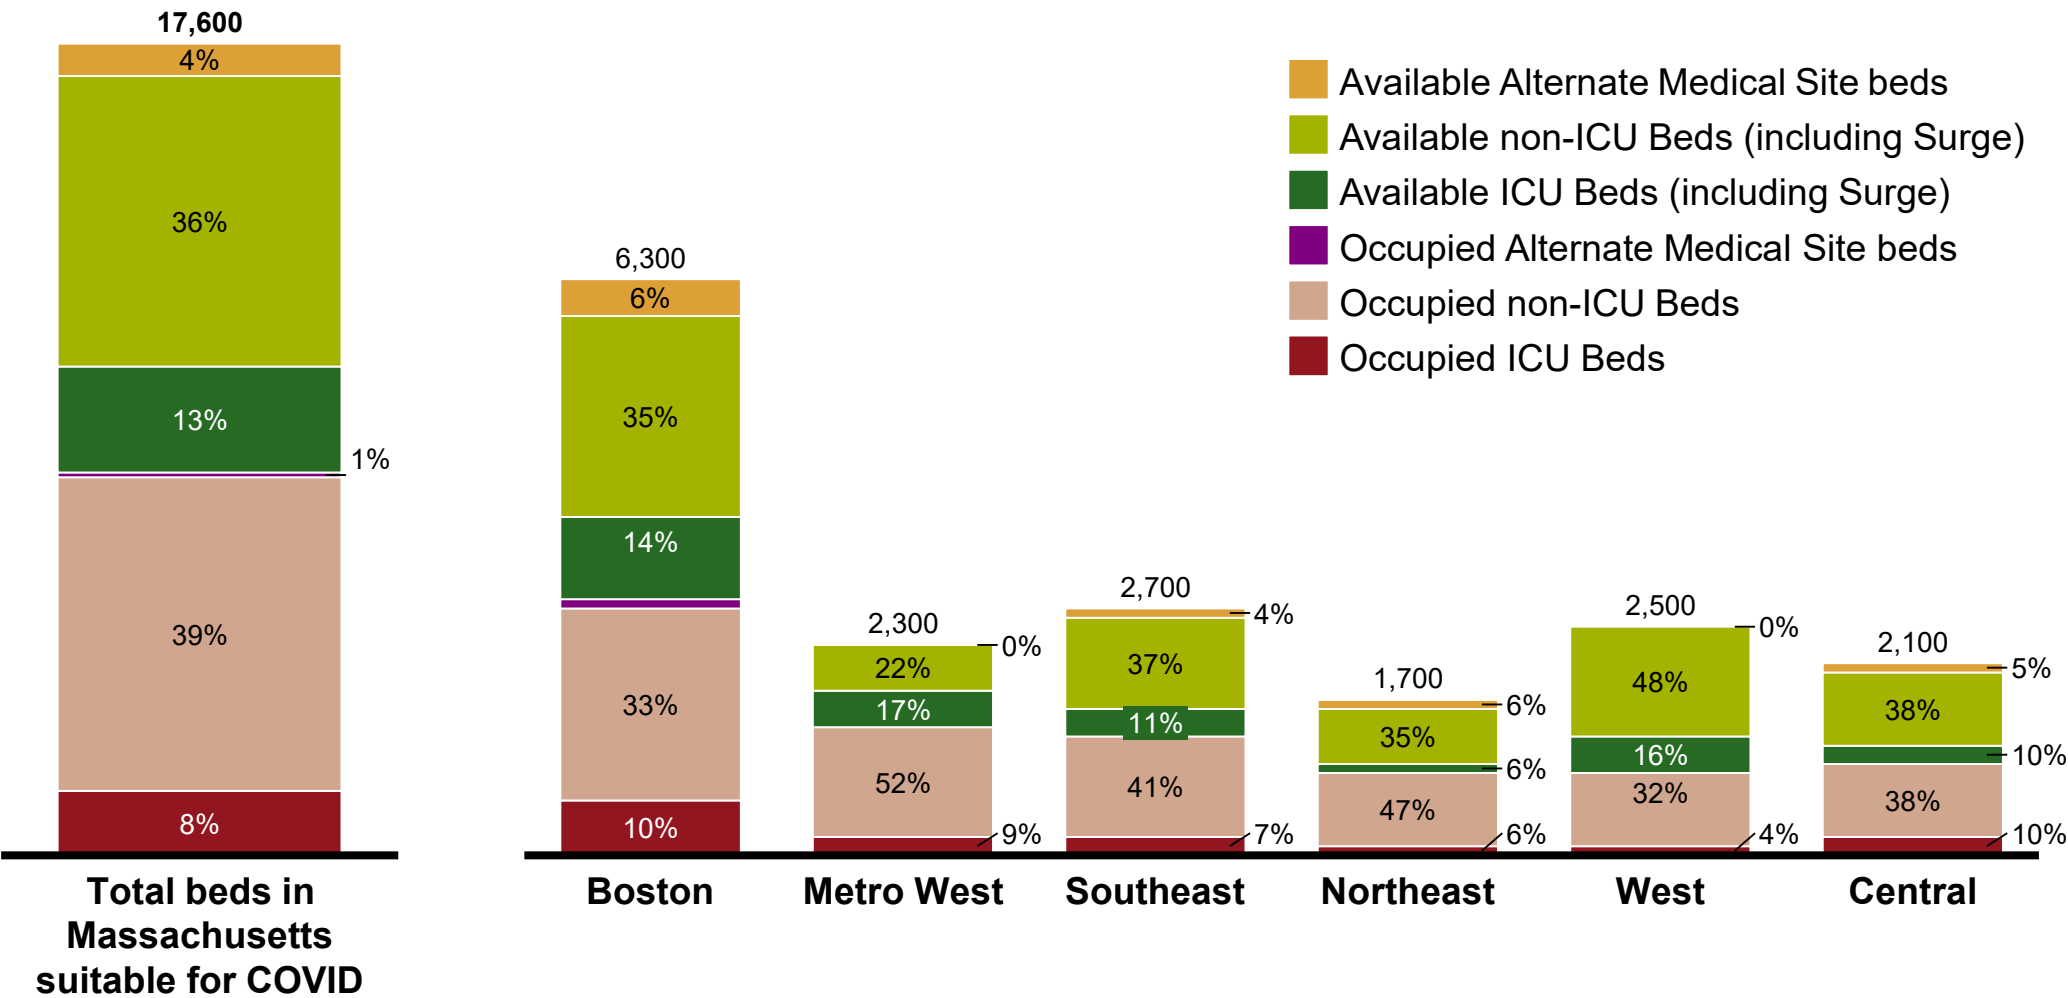 17,600
4%
36%
13%
1%
39%
8%
Total beds in
Massachusetts
suitable for COVID
6,300
6%
35%
14%
33%
10%
Boston
2,300
0%
22%
17%
52%
9%
Metro West
2,700
4%
37%
11%
41%
7%
Southeast
1,700
6%
35%
6%
47%
6%
Northeast
2,500
0%
48%
16%
32%
4%
West
2,100
5%
38%
10%
38%
10%
Central
Available Alternate Medical Site beds
Available non-ICU Beds (including Surge)
Available ICU Beds (including Surge)
Occupied Alternate Medical Site beds
Occupied non-ICU Beds
Occupied ICU Beds